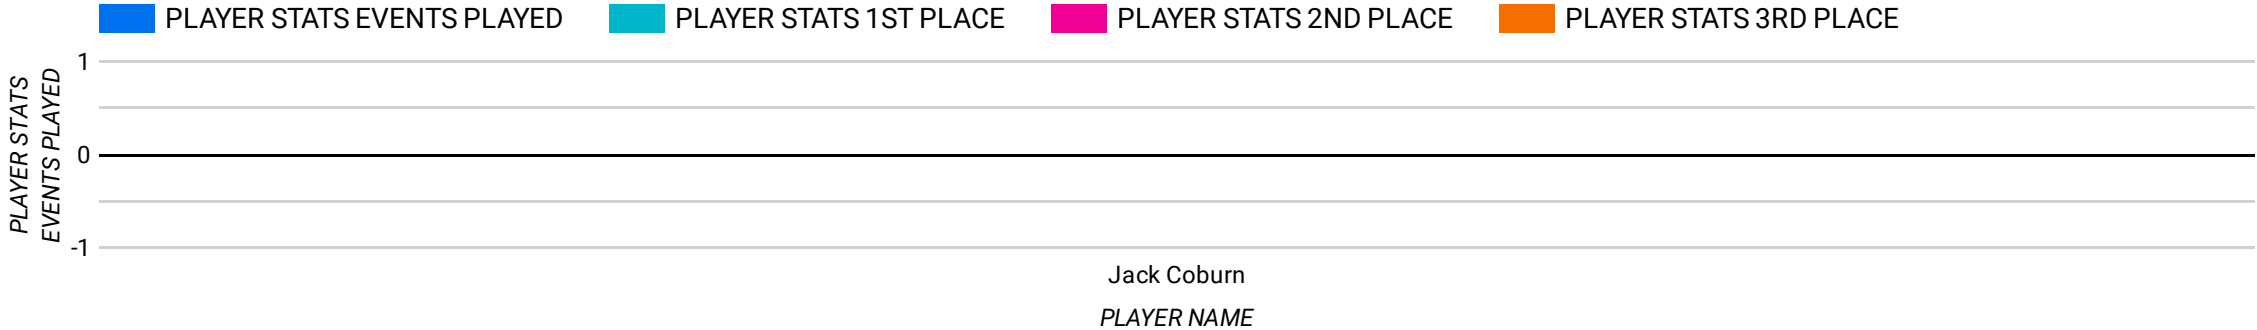 PLAYER STATS EVENTS PLAYED
PLAYER STATS 1ST PLACE
PLAYER STATS 2ND PLACE
PLAYER STATS 3RD PLACE
PLAYER STATS
EVENTS PLAYED
1
0
-1
Jack Coburn
PLAYER NAME